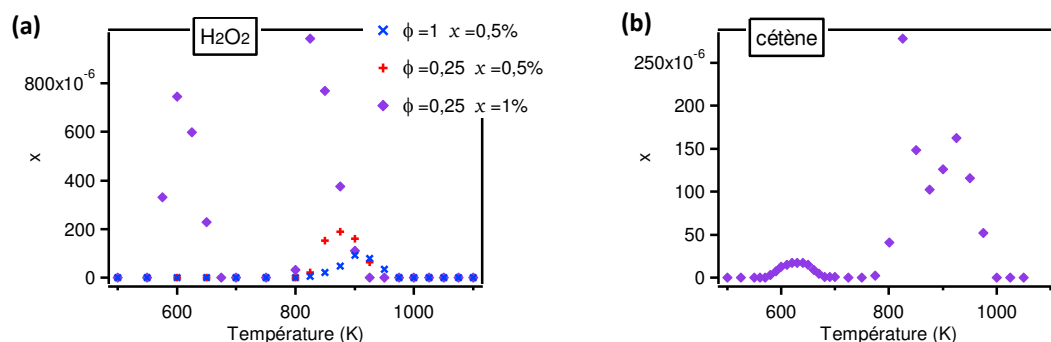 (a)
H2O2
ϕ=1 x=0,5%
ϕ=0,25 x=0,5%
ϕ=0,25 x=1%
800x10-6
600
400
200
0
x
600
800
1000
Température (K)
(b)
cétène
250x10-6
200
150
100
50
0
x
600
800
1000
Température (K)